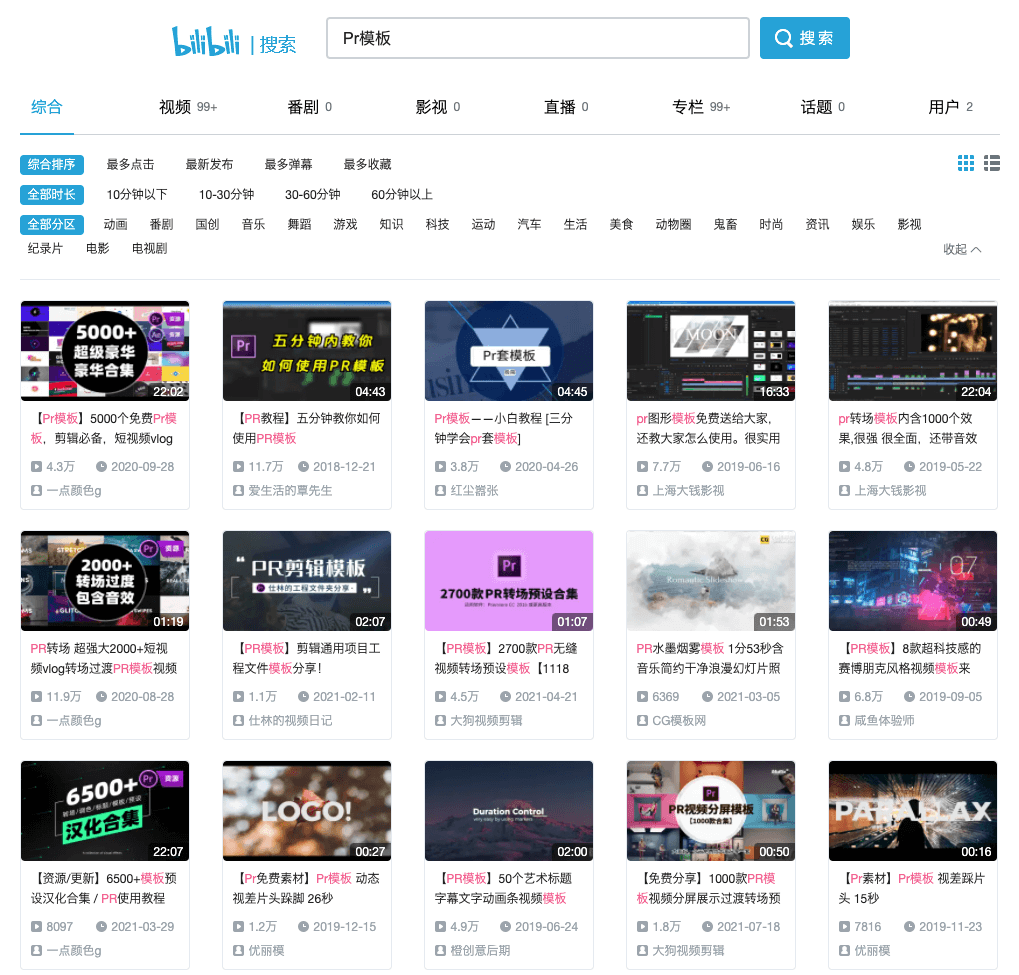 bilibili | 搜索
Pr模板
搜索
综合 视频 99+ 番剧 0 影视 0 直播 0 专栏 99+ 话题 0 用户 2
综合排序 最多点击 最新发布 最多弹幕 最多收藏
全部时长 10分钟以下 10-30分钟 30-60分钟 60分钟以上
全部分区 动画 番剧 国创 音乐 舞蹈 游戏 知识 科技 运动 汽车 生活 美食 动物圈 鬼畜 时尚 资讯 娱乐 影视
纪录片 电影 电视剧 收起
5000+
超级豪华
豪华合集
Pr 资源
Ae 资源
22:02
【Pr模板】5000个免费Pr模
板，剪辑必备，短视频vlog
4.3万 2020-09-28
一点颜色g
Pr
五分钟内教你
如何使用PR模板
04:43
【PR教程】五分钟教你如何
使用PR模板
11.7万 2018-12-21
爱生活的覃先生
Pr套模板
04:45
Pr模板——小白教程 [三分
钟学会pr套模板]
3.8万 2020-04-26
红尘嚣张
MOON
16:33
pr图形模板免费送给大家,
还教大家怎么使用。很实用
7.7万 2019-06-16
上海大钱影视
22:04
pr转场模板内含1000个效
果,很强 很全面，还带音效
4.8万 2019-05-22
上海大钱影视
2000+
转场过度
包含音效
Pr 资源
01:19
PR转场 超强大2000+短视
频vlog转场过渡PR模板视频
11.9万 2020-08-28
一点颜色g
PR剪辑模板
仕林的工程文件夹分享
02:07
【PR模板】剪辑通用项目工
程文件模板分享！
1.1万 2021-02-11
仕林的视频日记
Pr
2700款PR转场预设合集
01:07
【PR模板】2700款PR无缝
视频转场预设模板【1118
4.5万 2021-04-21
大狗视频剪辑
CG
Romantic Slideshow
01:53
PR水墨烟雾模板 1分53秒含
音乐简约干净浪漫幻灯片照
6369 2021-03-05
CG模板网
07
00:49
【PR模板】8款超科技感的
赛博朋克风格视频模板来
6.8万 2019-09-05
咸鱼体验师
6500+
转场/调色/标题/模板/预设
汉化合集
Pr 资源
22:07
【资源/更新】6500+模板预
设汉化合集 / PR使用教程
8097 2021-03-29
一点颜色g
LOGO!
00:27
【Pr免费素材】Pr模板 动态
视差片头跺脚 26秒
1.2万 2019-12-15
优丽模
Duration Control
very easy by using markers
02:00
【PR模板】50个艺术标题
字幕文字动画条视频模板
4.9万 2019-06-24
橙创意后期
Pr
PR视频分屏模板
【1000款合集】
00:50
【免费分享】1000款PR模
板视频分屏展示过渡转场预
1.8万 2021-07-18
大狗视频剪辑
PARALLAX
00:16
【Pr素材】Pr模板 视差踩片
头 15秒
7816 2019-11-23
优丽模